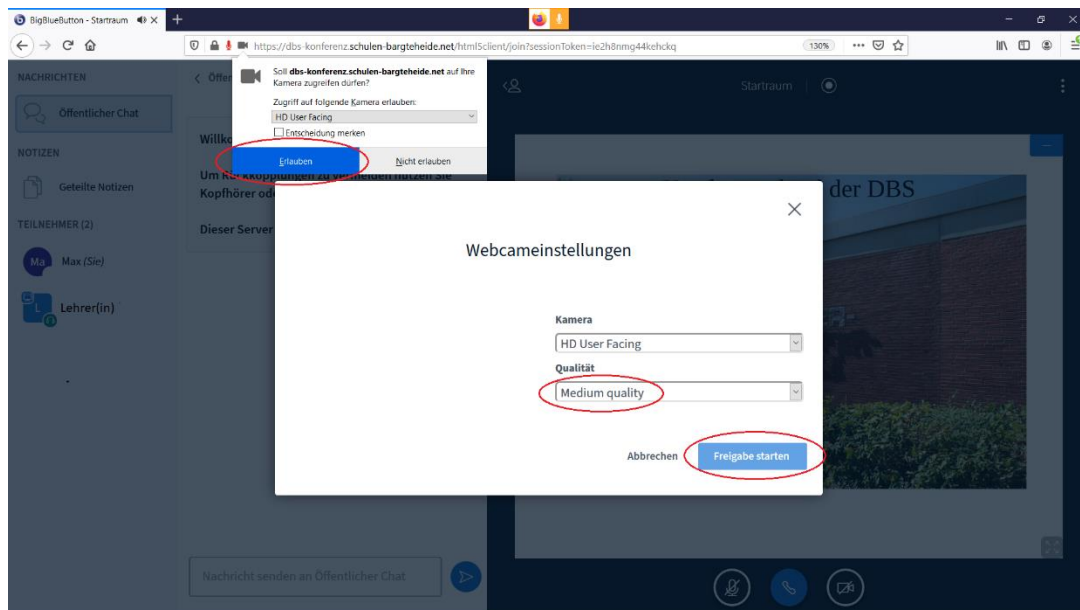 BigBlueButton - Startraum
https://dbs-konferenz.schulen-bargteheide.net/html5client/join?sessionToken=ie2h8nmg44kehckq
130%
Soll dbs-konferenz.schulen-bargteheide.net auf Ihre
Kamera zugreifen dürfen?
Zugriff auf folgende Kamera erlauben:
HD User Facing
Entscheidung merken
Erlauben
Nicht erlauben
NACHRICHTEN
Öffentlicher Chat
NOTIZEN
Geteilte Notizen
TEILNEHMER (2)
Ma
Max (Sie)
L
Lehrer(in)
Um Rückkopplungen zu vermeiden nutzen Sie
Kopfhörer
Dieser Server
Startraum
der DBS
Webcameinstellungen
Kamera
HD User Facing
Qualität
Medium quality
Abbrechen
Freigabe starten
Nachricht senden an Öffentlicher Chat